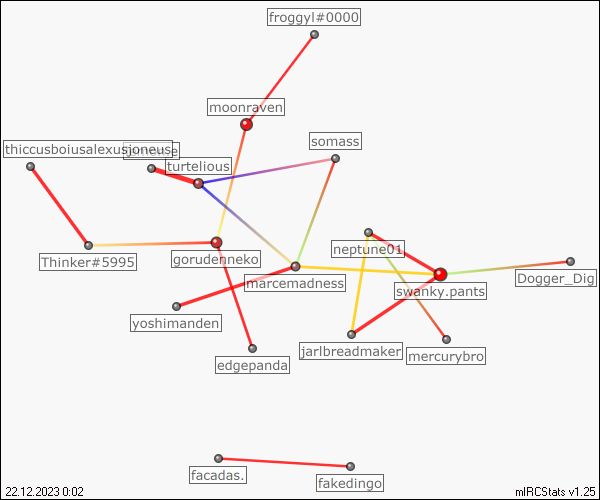 froggyl#0000
moonraven
somass
thiccusboiusalexusjoneus
turtelious
neptune01
gorudenneko
Thinker#5995
marcemadness
Dogger_Dig
swanky.pants
yoshimanden
jarlbreadmaker
mercurybro
edgepanda
facadas.
fakedingo
22.12.2023 0:02
mIRCStats v1.25